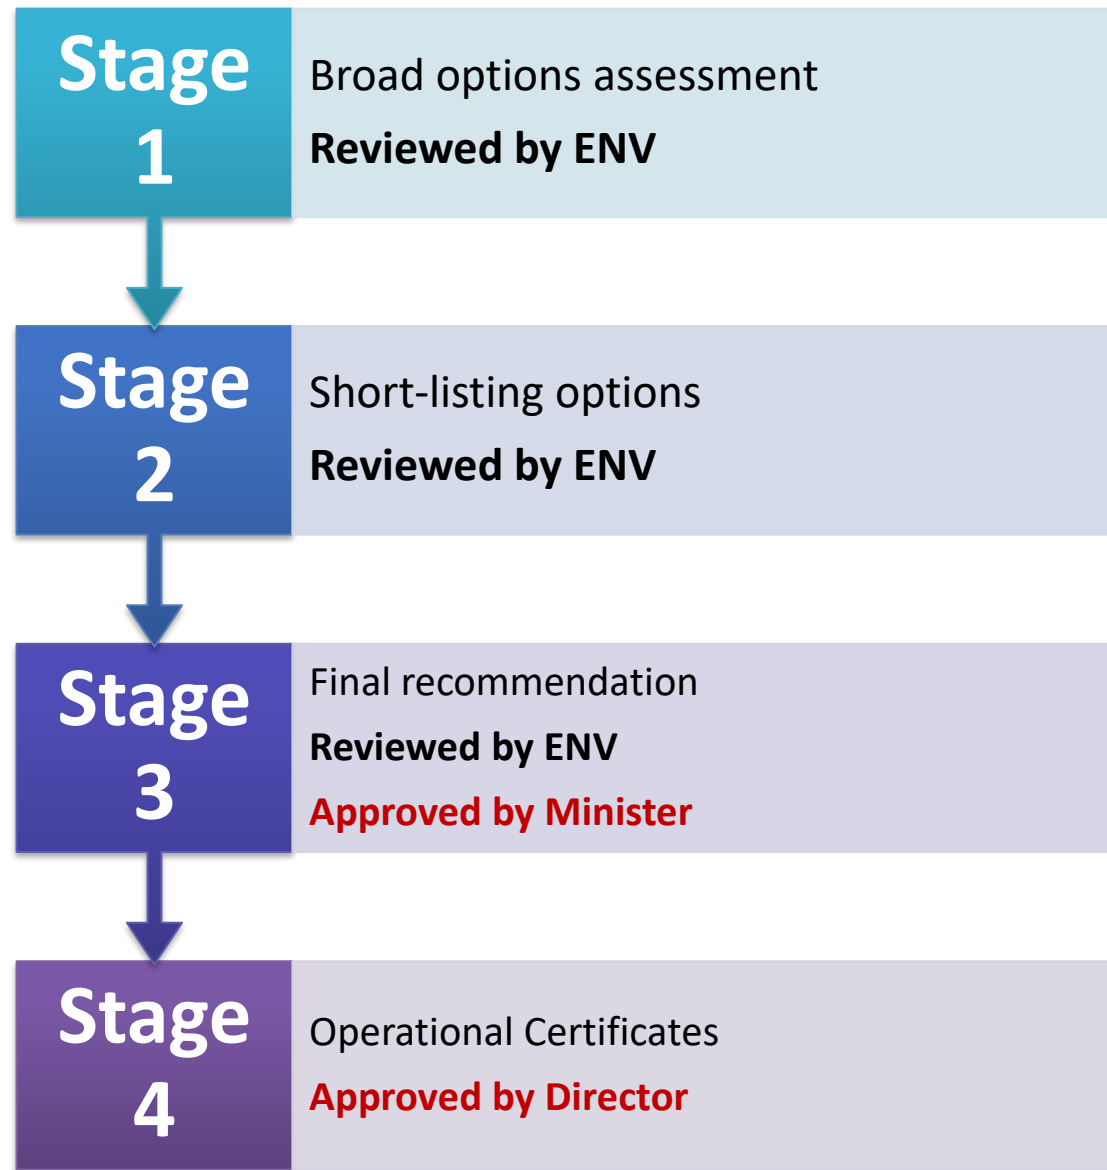 Stage
1
Broad options assessment
Reviewed by ENV
Stage
2
Short-listing options
Reviewed by ENV
Stage
3
Final recommendation
Reviewed by ENV
Approved by Minister
Stage
4
Operational Certificates
Approved by Director